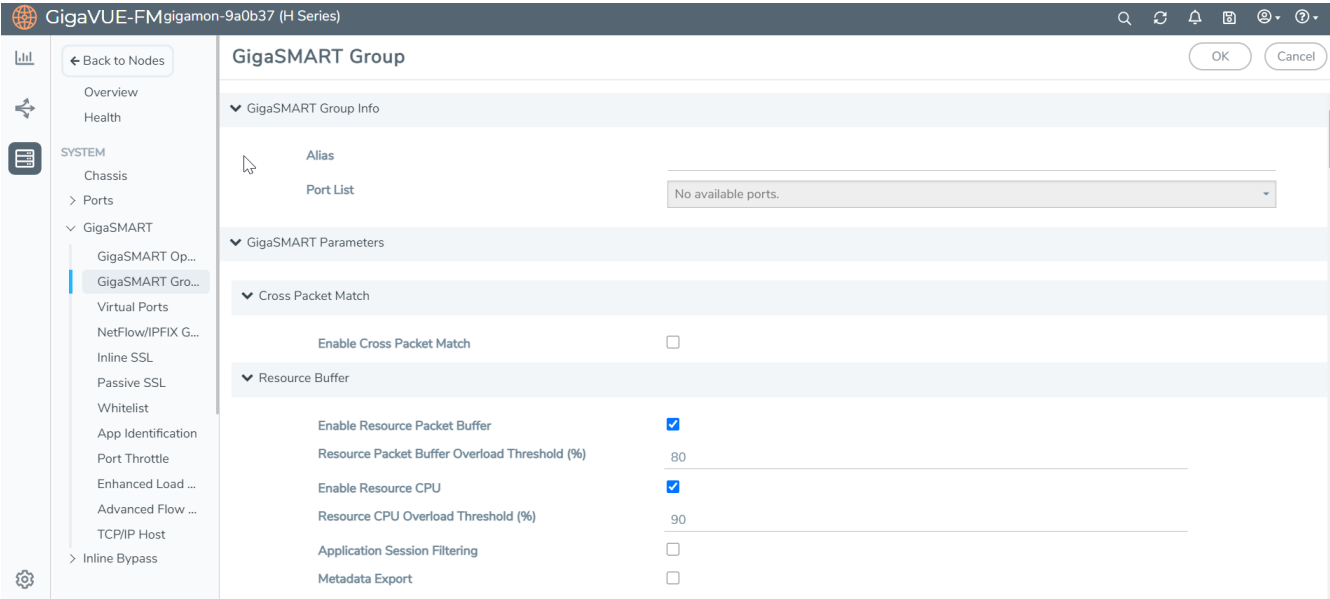 GigaVUE-FM gigamon-9a0b37 (H Series)
← Back to Nodes
Overview
Health
SYSTEM
Chassis
Ports
GigaSMART
GigaSMART Op...
GigaSMART Gro...
Virtual Ports
NetFlow/IPFIX G...
Inline SSL
Passive SSL
Whitelist
App Identification
Port Throttle
Enhanced Load ...
Advanced Flow ...
TCP/IP Host
Inline Bypass
GigaSMART Group
OK
Cancel
GigaSMART Group Info
Alias
Port List
No available ports.
GigaSMART Parameters
Cross Packet Match
Enable Cross Packet Match
Resource Buffer
Enable Resource Packet Buffer
Resource Packet Buffer Overload Threshold (%)
80
Enable Resource CPU
Resource CPU Overload Threshold (%)
90
Application Session Filtering
Metadata Export